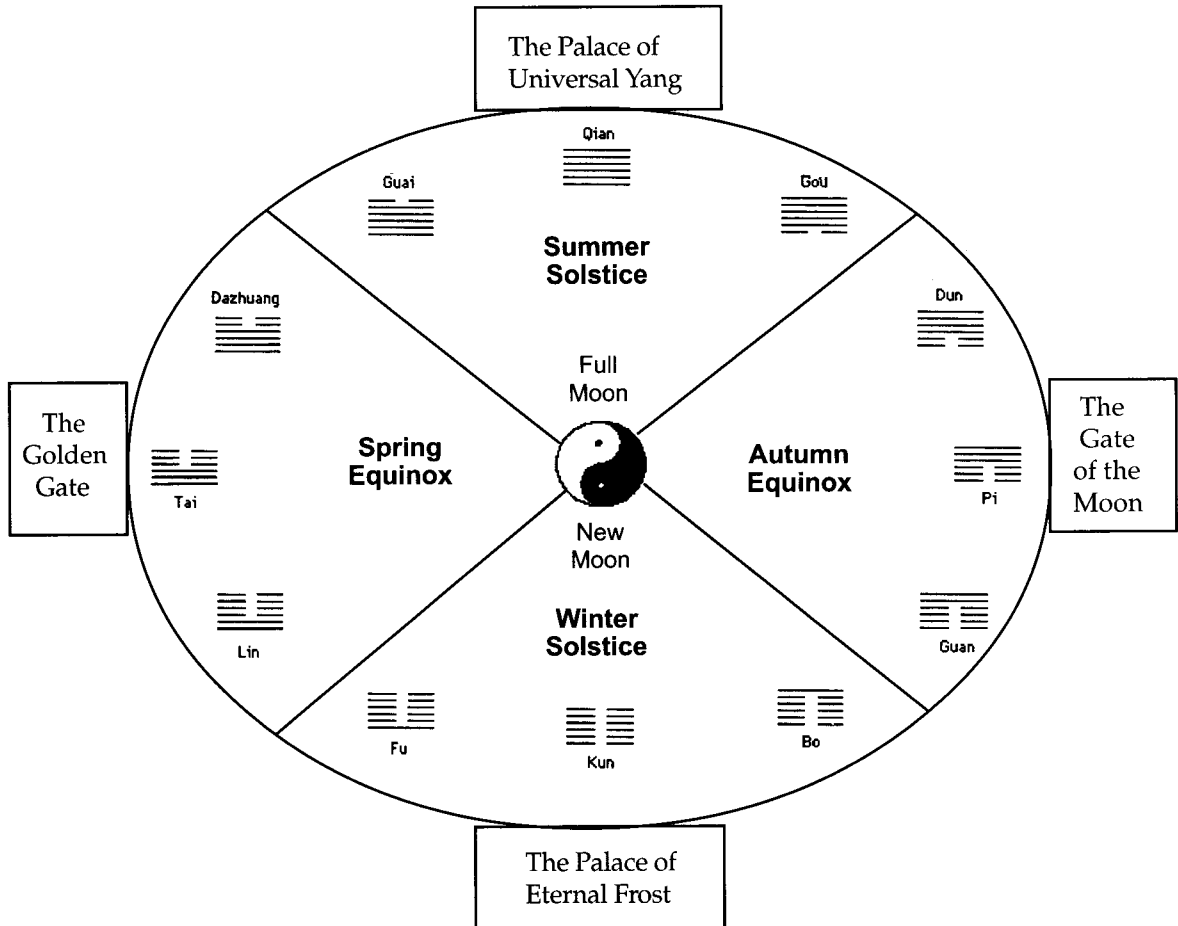 The Palace of
Universal Yang
Qian
Guai
Gou
Summer
Solstice
Dazhuang
Dun
Full
Moon
The
Golden
Gate
Spring
Equinox
Autumn
Equinox
The
Gate
of the
Moon
Tai
Pi
New
Moon
Lin
Winter
Solstice
Guan
Fu
Kun
Bo
The Palace of
Eternal Frost